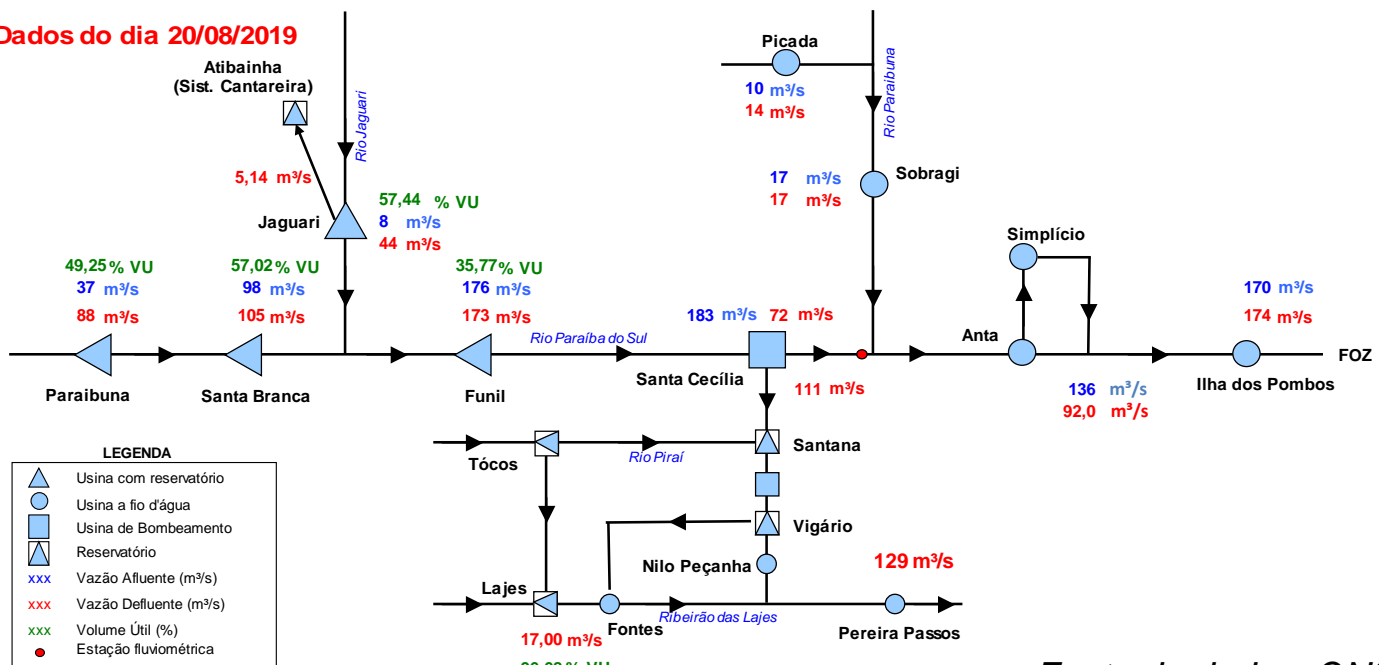 Dados do dia 20/08/2019
Atibainha
(Sist. Cantareira)
Rio Jaguari
5,14 m³/s
Jaguari
57,44 % VU
8 m³/s
44 m³/s
Picada
10 m³/s
14 m³/s
Rio Paraibuna
17 m³/s
17 m³/s
Sobragi
49,25% VU
37 m³/s
88 m³/s
Paraibuna
57,02% VU
98 m³/s
105 m³/s
Santa Branca
35,77% VU
176 m³/s
173 m³/s
Funil
Rio Paraíba do Sul
183 m³/s 72 m³/s
Santa Cecília
111 m³/s
Simplício
Anta
136 m³/s
92,0 m³/s
170 m³/s
174 m³/s
Ilha dos Pombos
FOZ
Tócos
Rio Piraí
Santana
Vigário
Nilo Peçanha
129 m³/s
Lajes
Fontes
Ribeirão das Lajes
Pereira Passos
17,00 m³/s
% VU
LEGENDA
Usina com reservatório
Usina a fio d'água
Usina de Bombeamento
Reservatório
xxx Vazão Afluente (m³/s)
xxx Vazão Defluente (m³/s)
xxx Volume Útil (%)
Estação fluviométrica